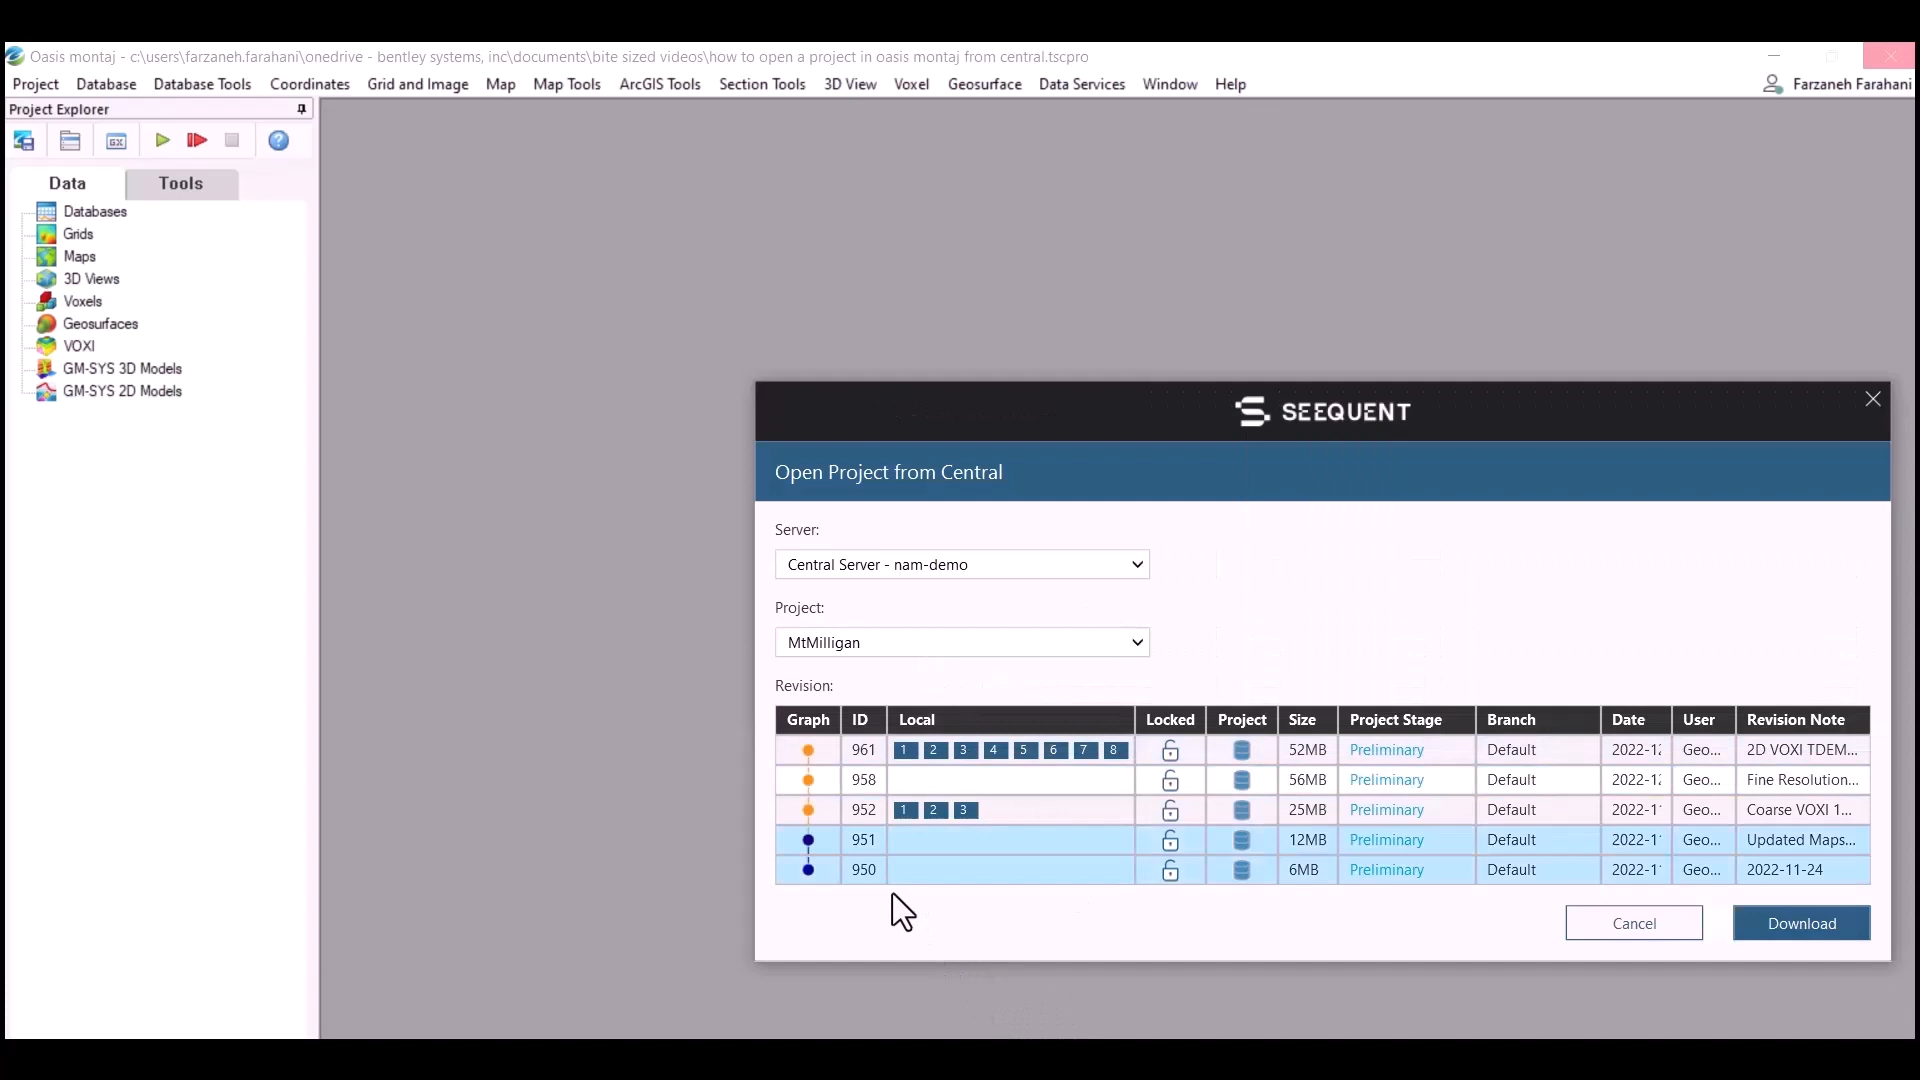 Oasis montaj - c:\users\farzaneh.farahani\onedrive - bentley systems, inc\documents\bite sized videos\how to open a project in oasis montaj from central.tscpro
Project Database Database Tools Coordinates Grid and Image Map Map Tools ArcGIS Tools Section Tools 3D View Voxel Geosurface Data Services Window Help Farzaneh Farahani
Project Explorer
GX
Data Tools
Databases
Grids
Maps
3D Views
Voxels
Geosurfaces
VOXI
GM-SYS 3D Models
GM-SYS 2D Models
SEEQUENT
Open Project from Central
Server:
Central Server - nam-demo
Project:
MtMilligan
Revision:
Graph ID Local Locked Project Size Project Stage Branch Date User Revision Note
961 1 2 3 4 5 6 7 8 52MB Preliminary Default 2022-12 Geo... 2D VOXI TDEM...
958 56MB Preliminary Default 2022-12 Geo... Fine Resolution...
952 1 2 3 25MB Preliminary Default 2022-1 Geo... Coarse VOXI 1...
951 12MB Preliminary Default 2022-1 Geo... Updated Maps...
950 6MB Preliminary Default 2022-1 Geo... 2022-11-24
Cancel Download